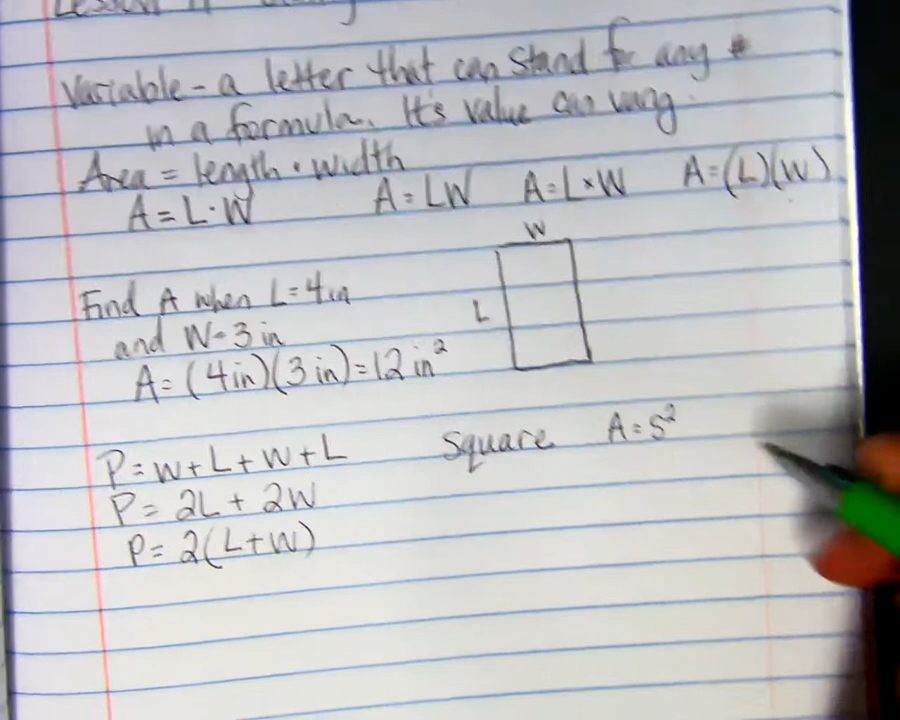 Lesson
Variable - a letter that can stand for any #
in a formula. It's value can vary.
Area = length · width
A = L · W A = LW A = L × W A = (L)(W)
W
Find A when L = 4 in
L
and W = 3 in
A = (4 in)(3 in) = 12 in²
P = W + L + W + L Square A = S²
P = 2L + 2W
P = 2(L + W)